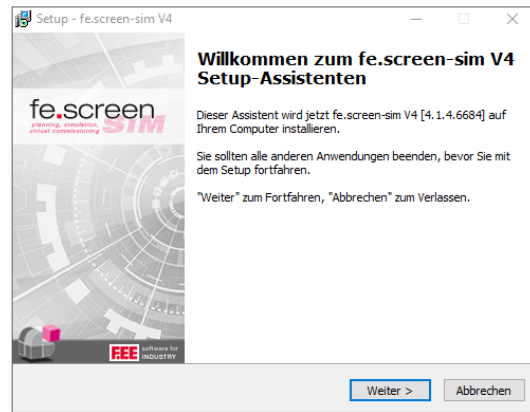 Setup - fe.screen-sim V4
Willkommen zum fe.screen-sim V4
Setup-Assistenten
fe.screen
planning, simulation,
virtual commissioning
SIM
Dieser Assistent wird jetzt fe.screen-sim V4 [4.1.4.6684] auf
Ihrem Computer installieren.
Sie sollten alle anderen Anwendungen beenden, bevor Sie mit
dem Setup fortfahren.
"Weiter" zum Fortfahren, "Abbrechen" zum Verlassen.
F.EE software for
INDUSTRY
Weiter >
Abbrechen